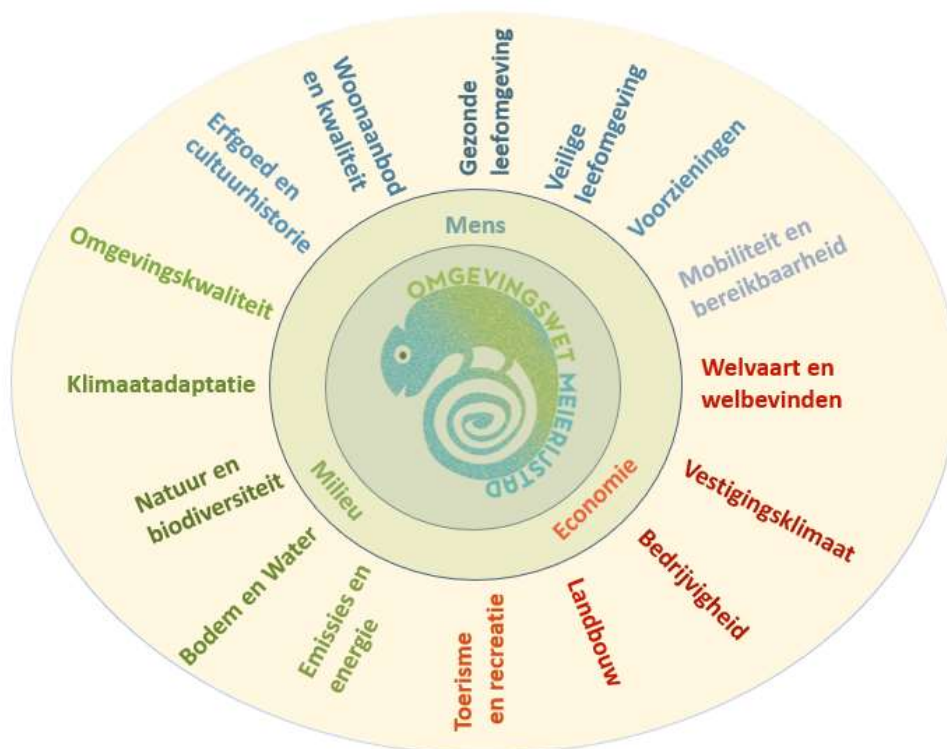 Gezonde
leefomgeving
Veilige
leefomgeving
Voorzieningen
Mobiliteit en
bereikbaarheid
Welvaart en
welbevinden
Vestigingsklimaat
Bedrijvigheid
Landbouw
Toerisme
en recreatie
Emissies en
energie
Bodem en Water
Natuur en
biodiversiteit
Klimaatadaptatie
Omgevingskwaliteit
Erfgoed en
cultuurhistorie
Woonaanbod
en kwaliteit
Mens
Economie
Milieu
OMGEVINGSWET MEIERIJSTAD